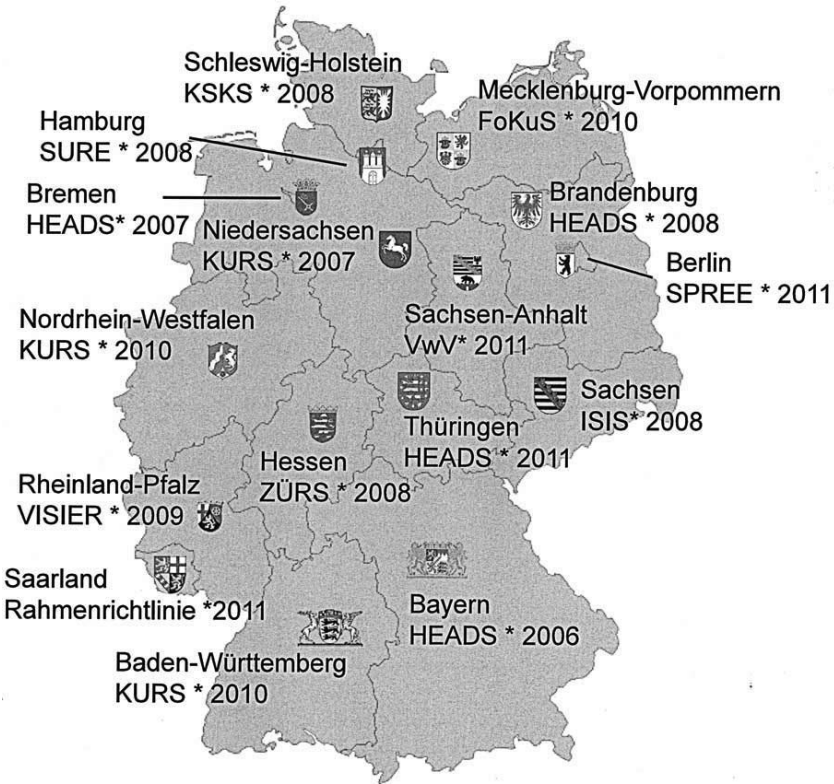 Schleswig-Holstein
KSKS * 2008
Mecklenburg-Vorpommern
FoKuS * 2010
Hamburg
SURE * 2008
Bremen
HEADS* 2007
Niedersachsen
KURS * 2007
Brandenburg
HEADS * 2008
Berlin
SPREE * 2011
Nordrhein-Westfalen
KURS * 2010
Sachsen-Anhalt
VwV* 2011
Sachsen
ISIS* 2008
Thüringen
HEADS * 2011
Hessen
ZÜRS * 2008
Rheinland-Pfalz
VISIER * 2009
Saarland
Rahmenrichtlinie *2011
Bayern
HEADS * 2006
Baden-Württemberg
KURS * 2010